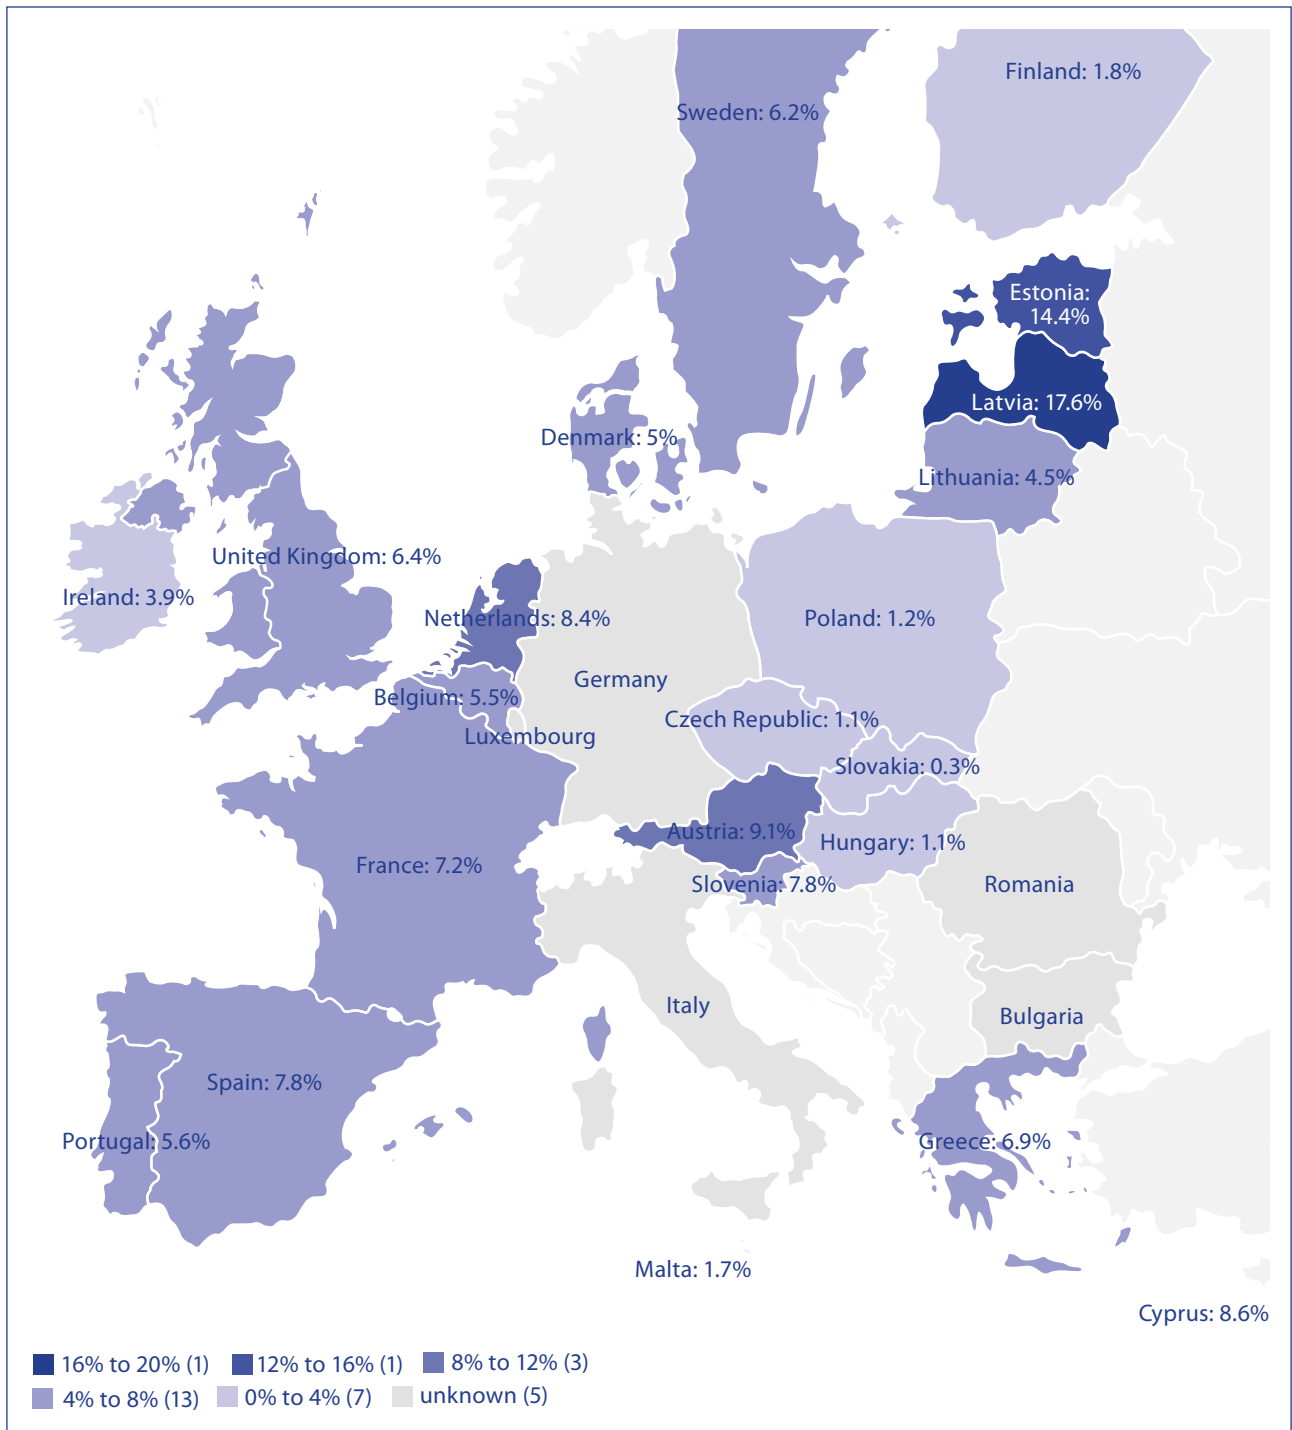 Finland: 1.8%
Sweden: 6.2%
Estonia:
14.4%
Latvia: 17.6%
Denmark: 5%
Lithuania: 4.5%
United Kingdom: 6.4%
Ireland: 3.9%
Netherlands: 8.4%
Poland: 1.2%
Germany
Belgium: 5.5%
Czech Republic: 1.1%
Luxembourg
Slovakia: 0.3%
Austria: 9.1%
Hungary: 1.1%
France: 7.2%
Slovenia: 7.8%
Romania
Italy
Bulgaria
Spain: 7.8%
Portugal: 5.6%
Greece: 6.9%
Malta: 1.7%
Cyprus: 8.6%
16% to 20% (1) 12% to 16% (1) 8% to 12% (3)
4% to 8% (13) 0% to 4% (7) unknown (5)